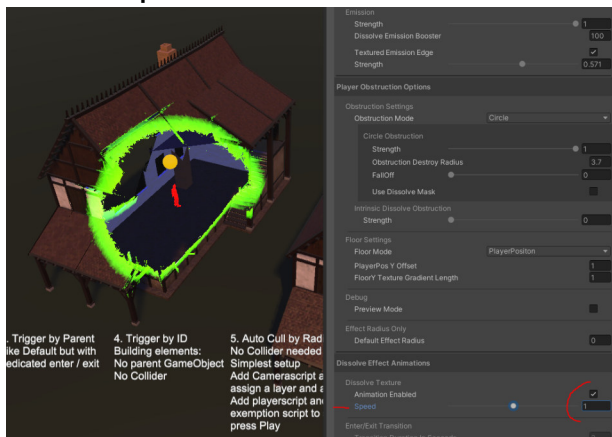 Emission
Strength 1
Dissolve Emission Booster 100
Textured Emission Edge
Strength 0.571
Player Obstruction Options
Obstruction Settings
Obstruction Mode Circle
Circle Obstruction
Strength 1
Obstruction Destroy Radius 3.7
FallOff 0
Use Dissolve Mask
Intrinsic Dissolve Obstruction
Strength 0
Floor Settings
Floor Mode PlayerPositon
PlayerPos Y Offset 1
FloorY Texture Gradient Length 1
Debug
Preview Mode
Effect Radius Only
Default Effect Radius 0
Dissolve Effect Animations
Dissolve Texture
Animation Enabled
Speed 1
Enter/Exit Transition
. Trigger by Parent
ike Default but with
edicated enter / exit
4. Trigger by ID
Building elements:
No parent GameObject
No Collider
5. Auto Cull by Rad
No Collider needed
Simplest setup
Add Camerascript a
assign a layer and a
Add playerscript and
exemption script to
press Play